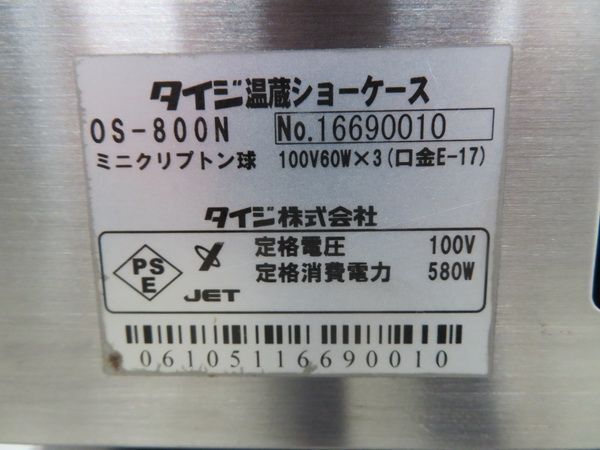 タイジ温蔵ショーケース
OS-800N No.16690010
ミニクリプトン球 100V60W×3(口金E-17)
タイジ株式会社
PS E
JET
定格電圧 100V
定格消費電力 580W
06105116690010